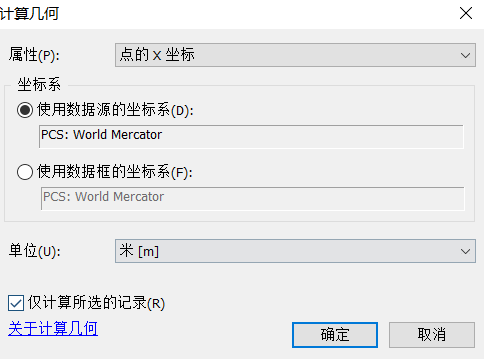 计算几何
属性(P):
点的 X 坐标
坐标系
使用数据源的坐标系(D):
PCS: World Mercator
使用数据框的坐标系(F):
PCS: World Mercator
单位(U):
米 [m]
仅计算所选的记录(R)
关于计算几何
确定
取消